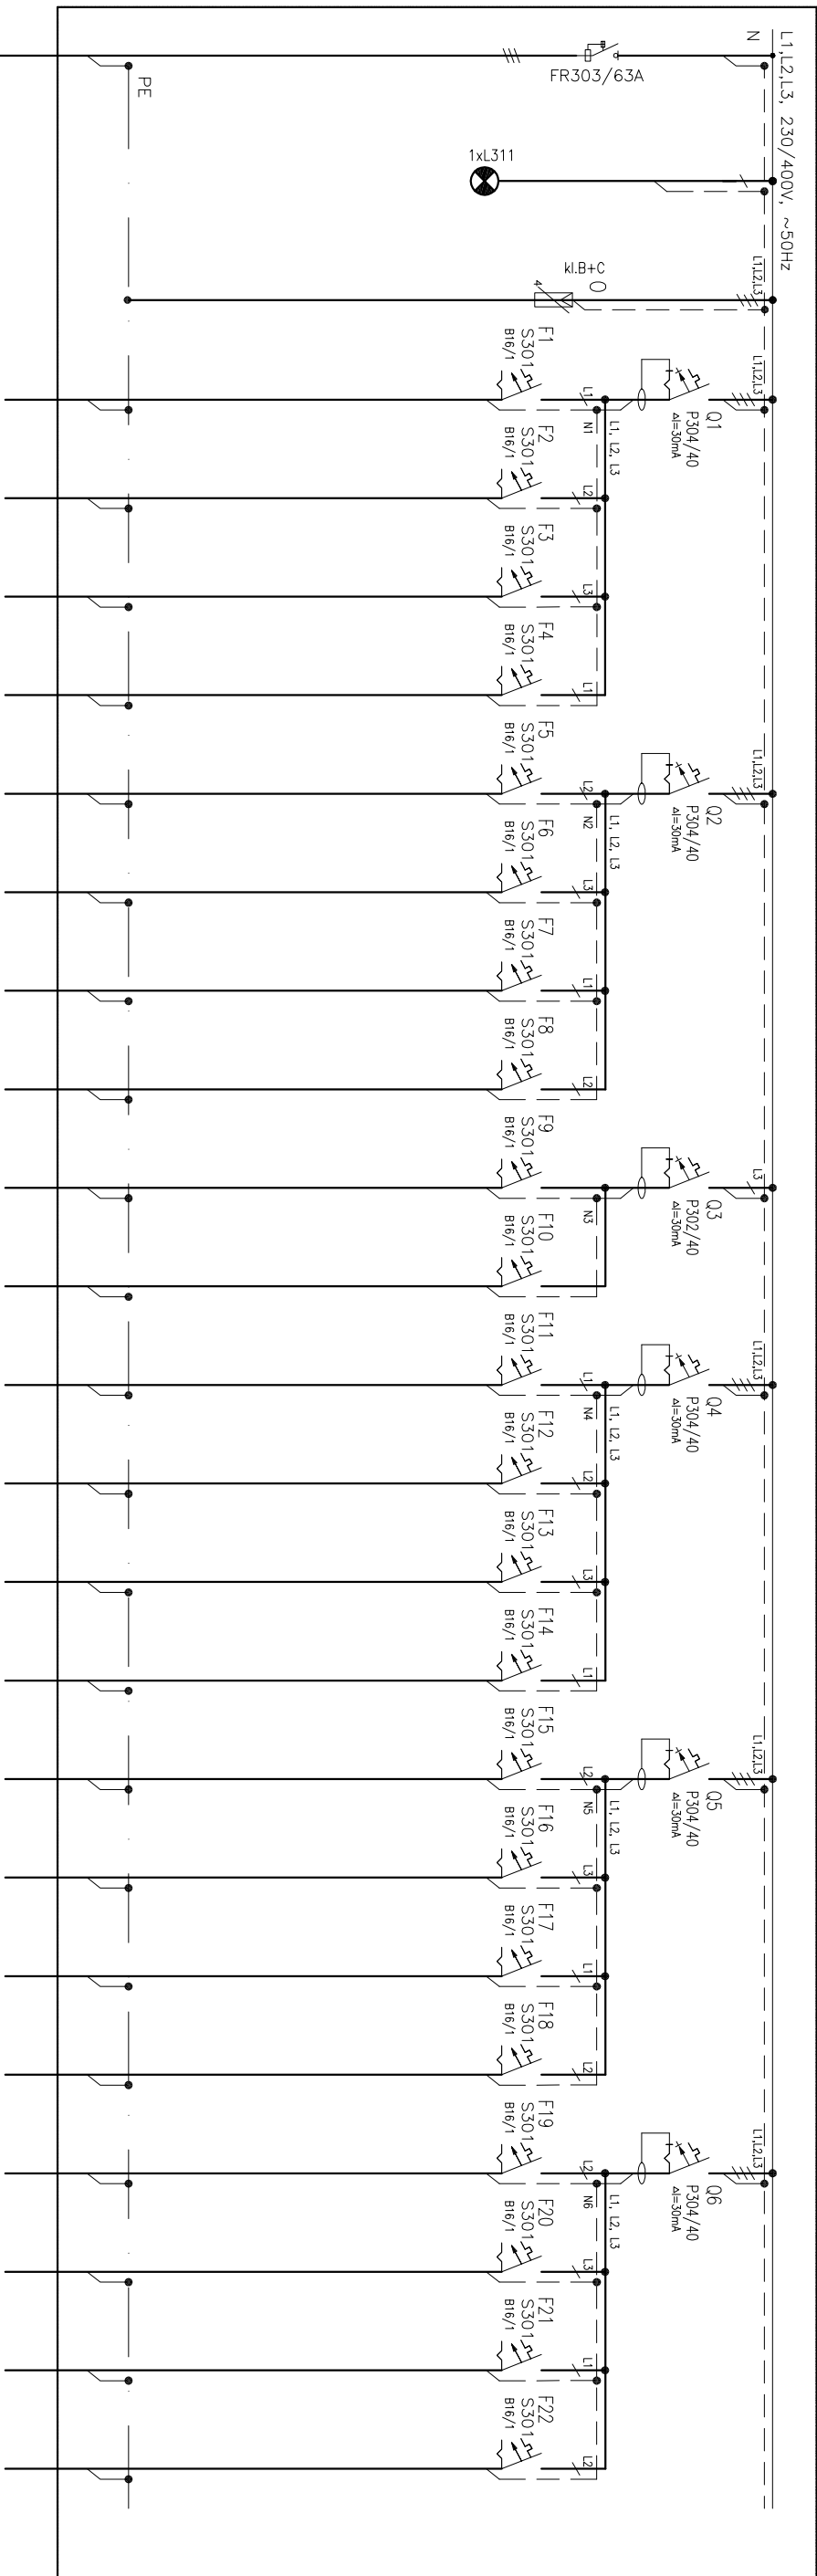 L1,L2,L3, 230/400V, ~50Hz
N
FR303/63A
PE
1xL311
L1,L2,L3
kl.B+C
O
4
L1,L2,L3
Q1
P304/40
ΔI=30mA
L1, L2, L3
N1
L1
F1
S301
B16/1
L2
F2
S301
B16/1
L3
F3
S301
B16/1
L1
F4
S301
B16/1
L1,L2,L3
Q2
P304/40
ΔI=30mA
L1, L2, L3
N2
L2
F5
S301
B16/1
L3
F6
S301
B16/1
L1
F7
S301
B16/1
L2
F8
S301
B16/1
L3
Q3
P302/40
ΔI=30mA
N3
F9
S301
B16/1
F10
S301
B16/1
L1,L2,L3
Q4
P304/40
ΔI=30mA
L1, L2, L3
N4
L1
F11
S301
B16/1
L2
F12
S301
B16/1
L3
F13
S301
B16/1
L1
F14
S301
B16/1
L1,L2,L3
Q5
P304/40
ΔI=30mA
L1, L2, L3
N5
L2
F15
S301
B16/1
L3
F16
S301
B16/1
L1
F17
S301
B16/1
L2
F18
S301
B16/1
L1,L2,L3
Q6
P304/40
ΔI=30mA
L1, L2, L3
N6
L2
F19
S301
B16/1
L3
F20
S301
B16/1
L1
F21
S301
B16/1
L2
F22
S301
B16/1